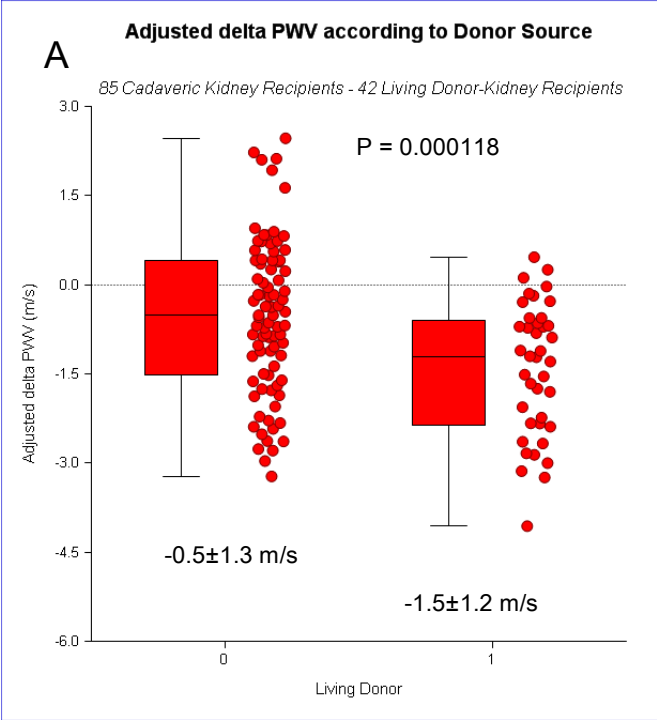 Adjusted delta PWV according to Donor Source
A
85 Cadaveric Kidney Recipients - 42 Living Donor-Kidney Recipients
3.0
P = 0.000118
1.5
0.0
Adjusted delta PWV (m/s)
-1.5
-3.0
-4.5
-0.5±1.3 m/s
-1.5±1.2 m/s
-6.0
0
1
Living Donor